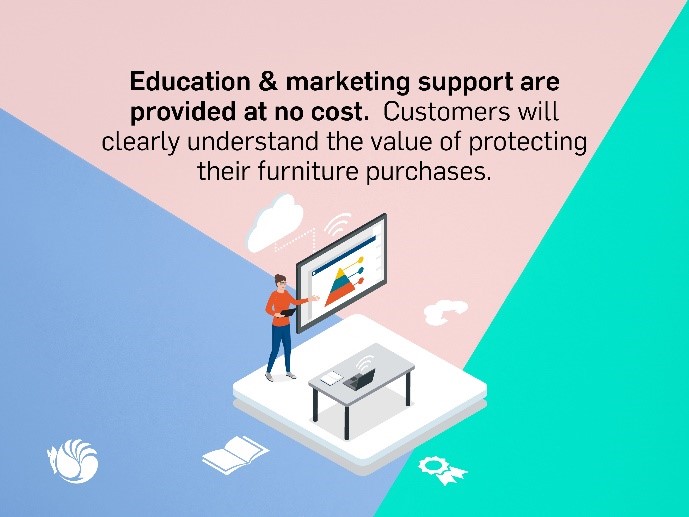 Education & marketing support are
provided at no cost. Customers will
clearly understand the value of protecting
their furniture purchases.